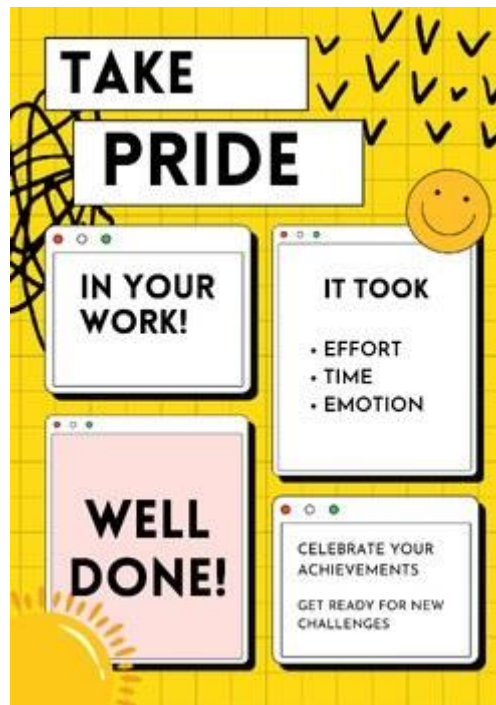 TAKE
PRIDE
IN YOUR
WORK!
IT TOOK
• EFFORT
• TIME
• EMOTION
WELL
DONE!
CELEBRATE YOUR
ACHIEVEMENTS
GET READY FOR NEW
CHALLENGES